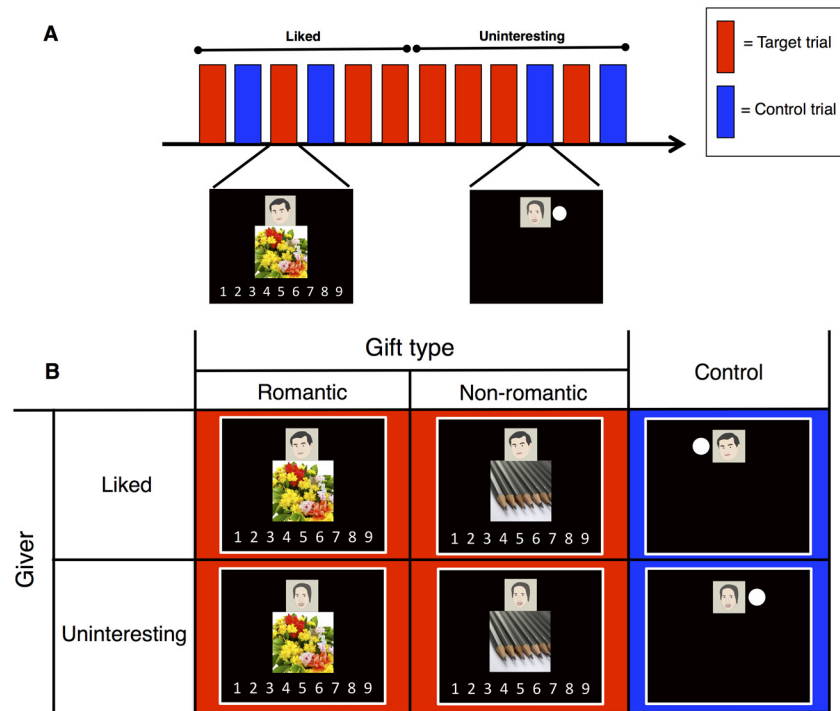 A
Liked
Uninteresting
= Target trial
= Control trial
1 2 3 4 5 6 7 8 9
B
Gift type
Control
Romantic
Non-romantic
Giver
Liked
1 2 3 4 5 6 7 8 9
1 2 3 4 5 6 7 8 9
Uninteresting
1 2 3 4 5 6 7 8 9
1 2 3 4 5 6 7 8 9